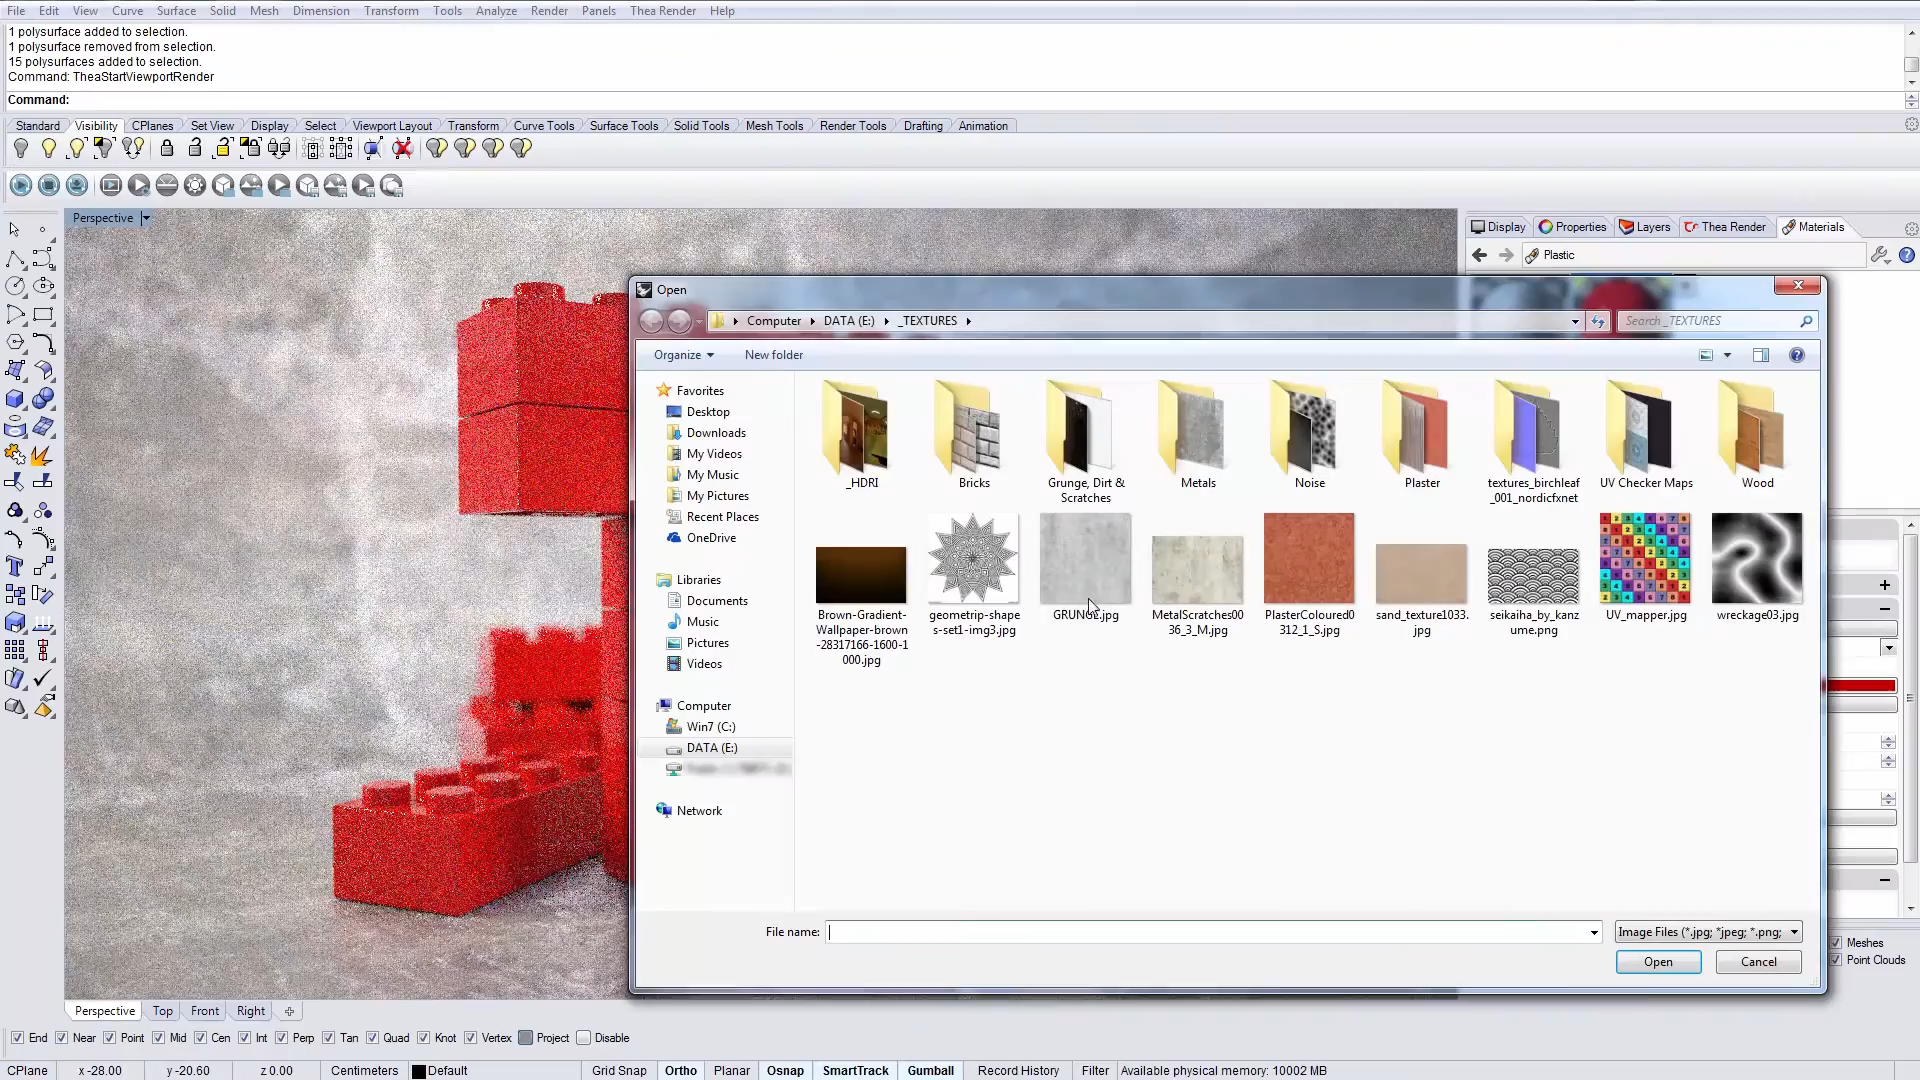 File Edit View Curve Surface Solid Mesh Dimension Transform Tools Analyze Render Panels Thea Render Help
1 polysurface added to selection.
1 polysurface removed from selection.
15 polysurfaces added to selection.
Command: TheaStartViewportRender
Command:
Standard Visibility CPlanes Set View Display Select Viewport Layout Transform Curve Tools Surface Tools Solid Tools Mesh Tools Render Tools Drafting Animation
Perspective
Display Properties Layers Thea Render Materials
Plastic
Open
Computer DATA (E:) _TEXTURES
Search _TEXTURES
Organize New folder
Favorites
Desktop
Downloads
My Videos
My Music
My Pictures
Recent Places
OneDrive
Libraries
Documents
Music
Pictures
Videos
Computer
Win7 (C:)
DATA (E:)
Network
_HDRI
Bricks
Grunge, Dirt &
Scratches
Metals
Noise
Plaster
textures_birchleaf
_001_nordicfxnet
UV Checker Maps
Wood
Brown-Gradient-
Wallpaper-brown
-28317166-1600-1
000.jpg
geometrip-shape
s-set1-img3.jpg
GRUNGE.jpg
MetalScratches00
36_3_M.jpg
PlasterColoured0
312_1_S.jpg
sand_texture1033.
jpg
seikaiha_by_kanz
ume.png
UV_mapper.jpg
wreckage03.jpg
File name:
Image Files (*.jpg; *jpeg; *.png;
Open Cancel
Meshes
Point Clouds
Perspective Top Front Right
End Near Point Mid Cen Int Perp Tan Quad Knot Vertex Project Disable
CPlane x -28.00 y -20.60 z 0.00 Centimeters Default Grid Snap Ortho Planar Osnap SmartTrack Gumball Record History Filter Available physical memory: 10002 MB